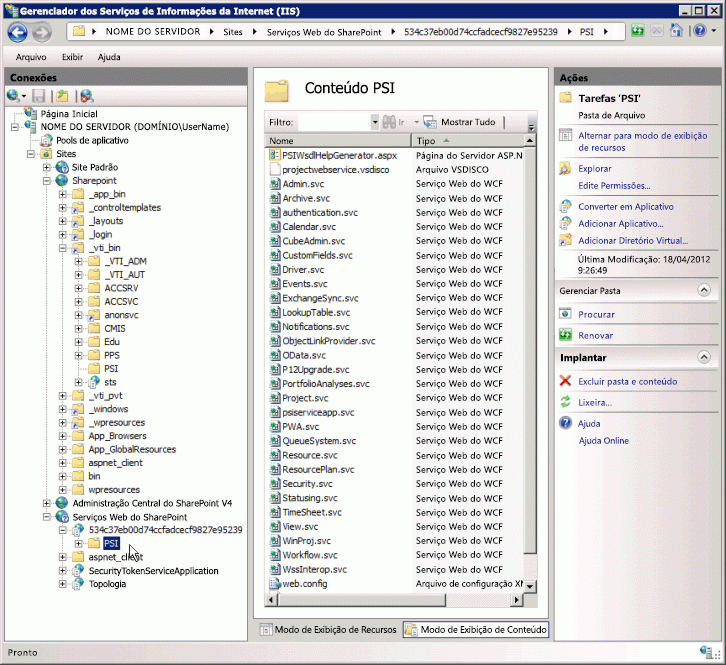 Gerenciador dos Serviços de Informações da Internet (IIS)
NOME DO SERVIDOR Sites Serviços Web do SharePoint 534c37eb00d74ccfadcecf9827e95239 PSI
Arquivo Exibir Ajuda
Conexões
Página Inicial
NOME DO SERVIDOR (DOMÍNIO\UserName)
Pools de aplicativo
Sites
Site Padrão
Sharepoint
_app_bin
_controltemplates
_layouts
_login
_vti_bin
_VTI_ADM
_VTI_AUT
ACCSRV
ACCSVC
anonsvc
CMIS
Edu
PPS
PSI
sts
_vti_pvt
_windows
_wpresources
App_Browsers
App_GlobalResources
aspnet_client
bin
wpresources
Administração Central do SharePoint V4
Serviços Web do SharePoint
534c37eb00d74ccfadcecf9827e95239
PSI
aspnet_client
SecurityTokenServiceApplication
Topologia
Conteúdo PSI
Filtro: Ir Mostrar Tudo
Nome Tipo
PSIWsdlHelpGenerator.aspx Página do Servidor ASP.N
projectwebservice.vsdisco Arquivo VSDISCO
Admin.svc Serviço Web do WCF
Archive.svc Serviço Web do WCF
authentication.svc Serviço Web do WCF
Calendar.svc Serviço Web do WCF
CubeAdmin.svc Serviço Web do WCF
CustomFields.svc Serviço Web do WCF
Driver.svc Serviço Web do WCF
Events.svc Serviço Web do WCF
ExchangeSync.svc Serviço Web do WCF
LookupTable.svc Serviço Web do WCF
Notifications.svc Serviço Web do WCF
ObjectLinkProvider.svc Serviço Web do WCF
OData.svc Serviço Web do WCF
P12Upgrade.svc Serviço Web do WCF
PortfolioAnalyses.svc Serviço Web do WCF
Project.svc Serviço Web do WCF
psiserviceapp.svc Serviço Web do WCF
PWA.svc Serviço Web do WCF
QueueSystem.svc Serviço Web do WCF
Resource.svc Serviço Web do WCF
ResourcePlan.svc Serviço Web do WCF
Security.svc Serviço Web do WCF
Statusing.svc Serviço Web do WCF
TimeSheet.svc Serviço Web do WCF
View.svc Serviço Web do WCF
WinProj.svc Serviço Web do WCF
Workflow.svc Serviço Web do WCF
WssInterop.svc Serviço Web do WCF
web.config Arquivo de configuração XM
Modo de Exibição de Recursos Modo de Exibição de Conteúdo
Ações
Tarefas 'PSI'
Pasta de Arquivo
Alternar para modo de exibição
de recursos
Explorar
Edite Permissões...
Converter em Aplicativo
Adicionar Aplicativo...
Adicionar Diretório Virtual...
Última Modificação: 18/04/2012
9:26:49
Gerenciar Pasta
Procurar
Renovar
Implantar
Excluir pasta e conteúdo
Lixeira...
Ajuda
Ajuda Online
Pronto